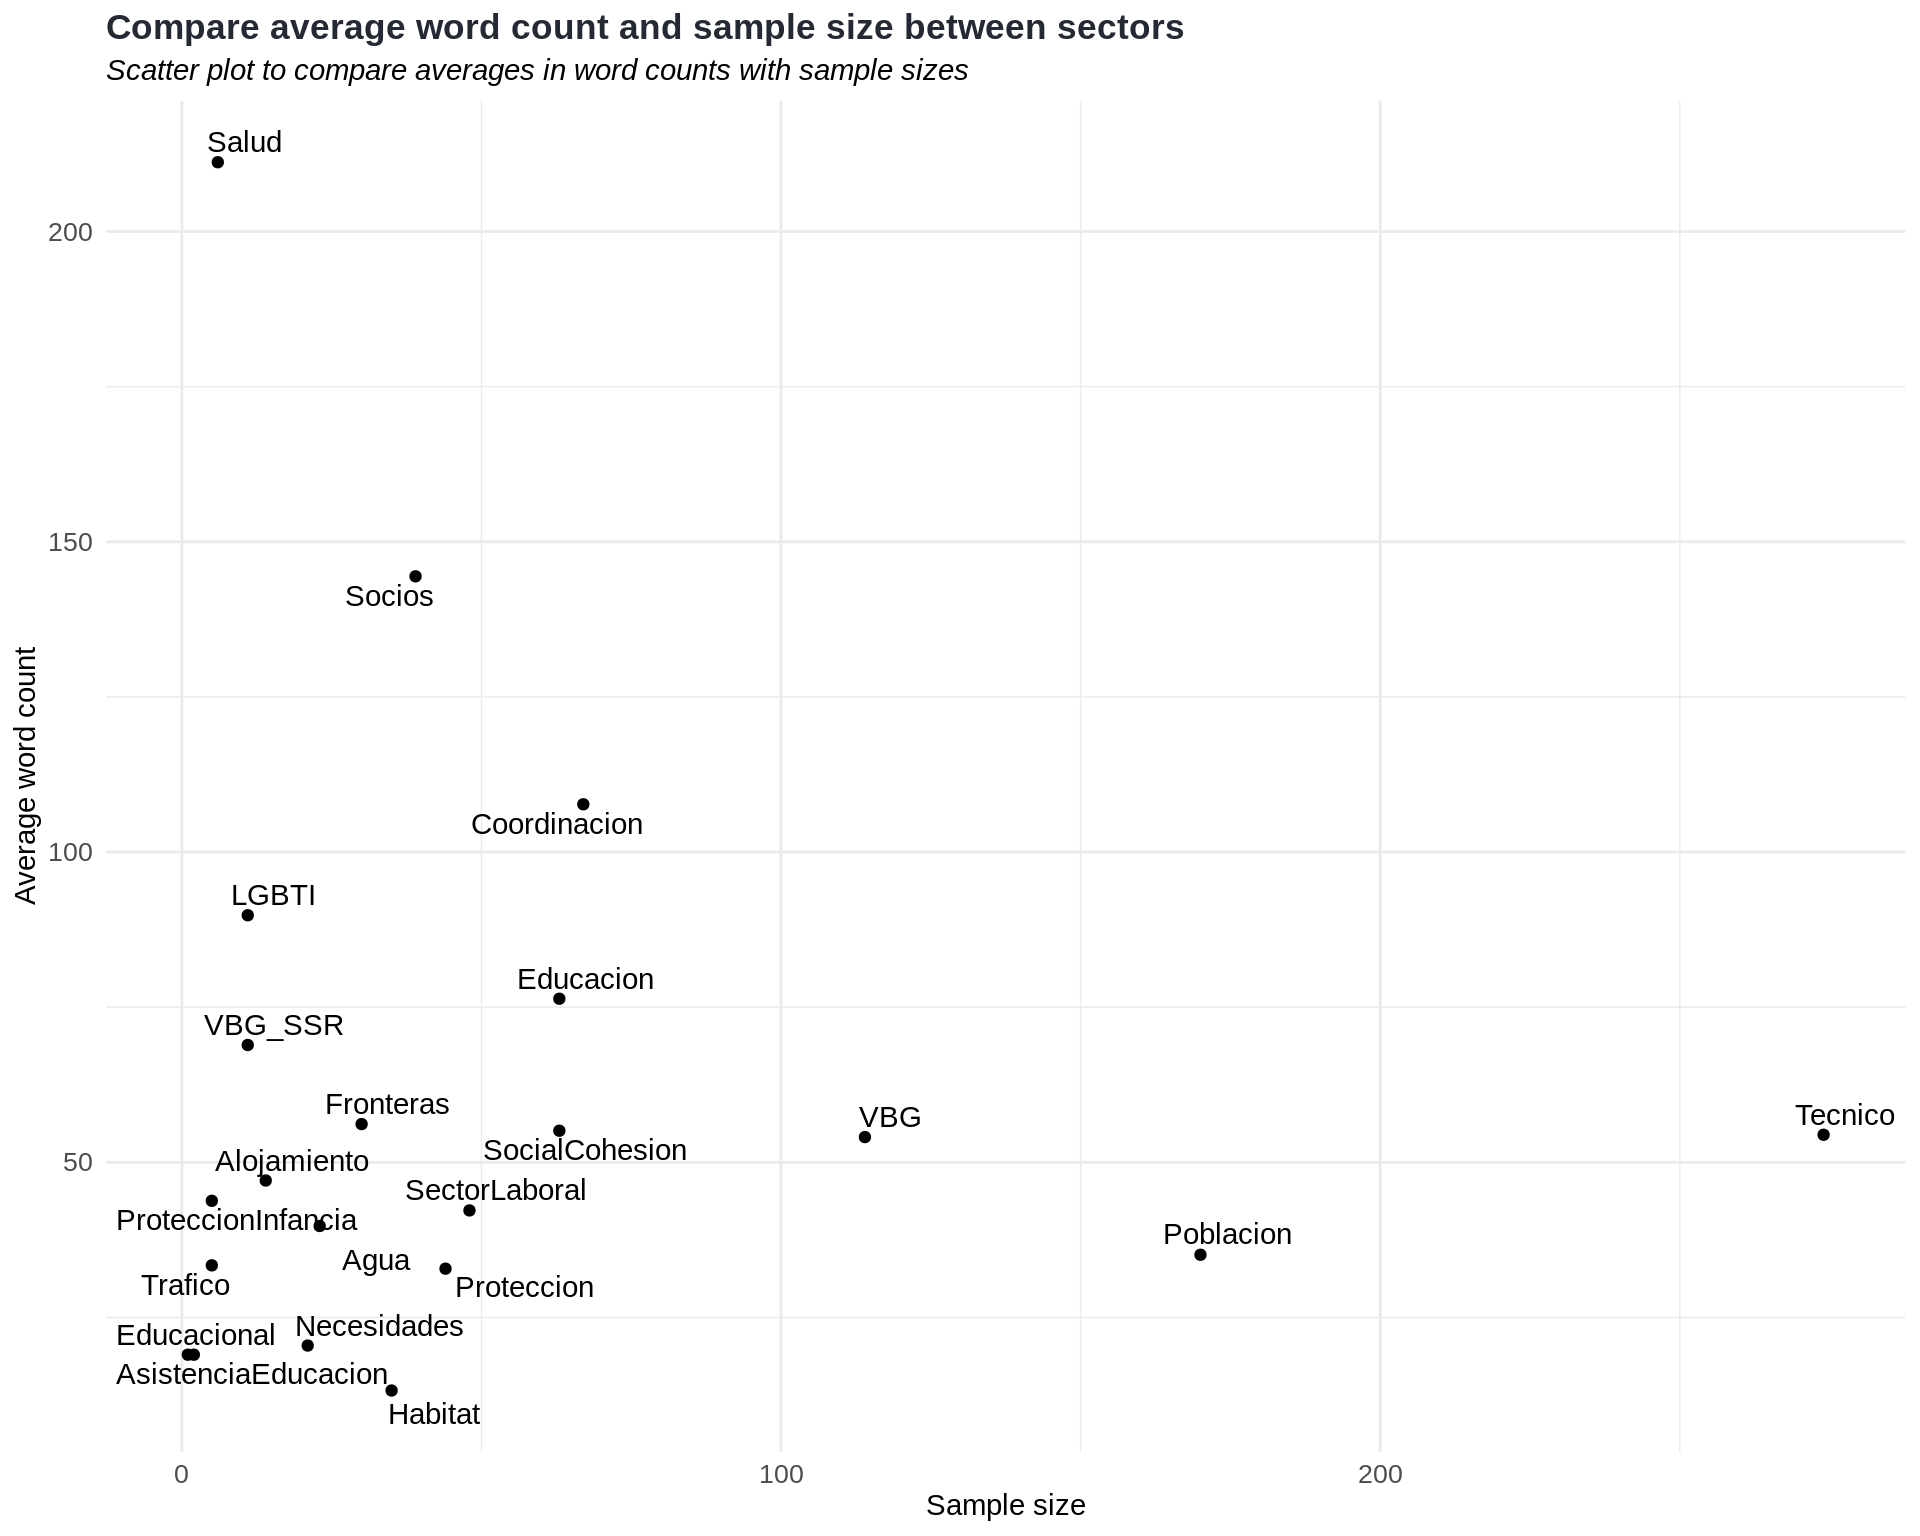 Compare average word count and sample size between sectors
Scatter plot to compare averages in word counts with sample sizes
Salud
200
150
Socios
Average word count
Coordinacion
100
LGBTI
Educacion
VBG_SSR
Fronteras
VBG
Tecnico
SocialCohesion
50
Alojamiento
SectorLaboral
ProteccionInfancia
Poblacion
Agua
Trafico
Proteccion
Necesidades
Educacional
AsistenciaEducacion
Habitat
0
100
200
Sample size